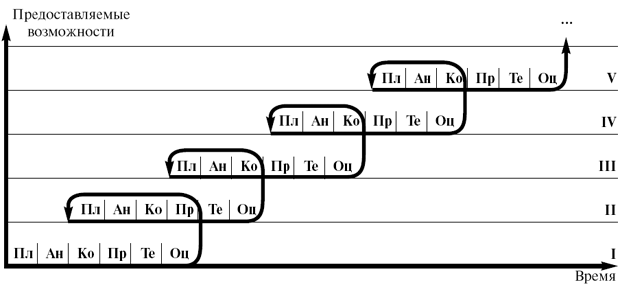 Предоставляемые
возможности
...
Пл Ан Ко Пр Те Оц V
Пл Ан Ко Пр Те Оц IV
Пл Ан Ко Пр Те Оц III
Пл Ан Ко Пр Те Оц II
Пл Ан Ко Пр Те Оц I
Время